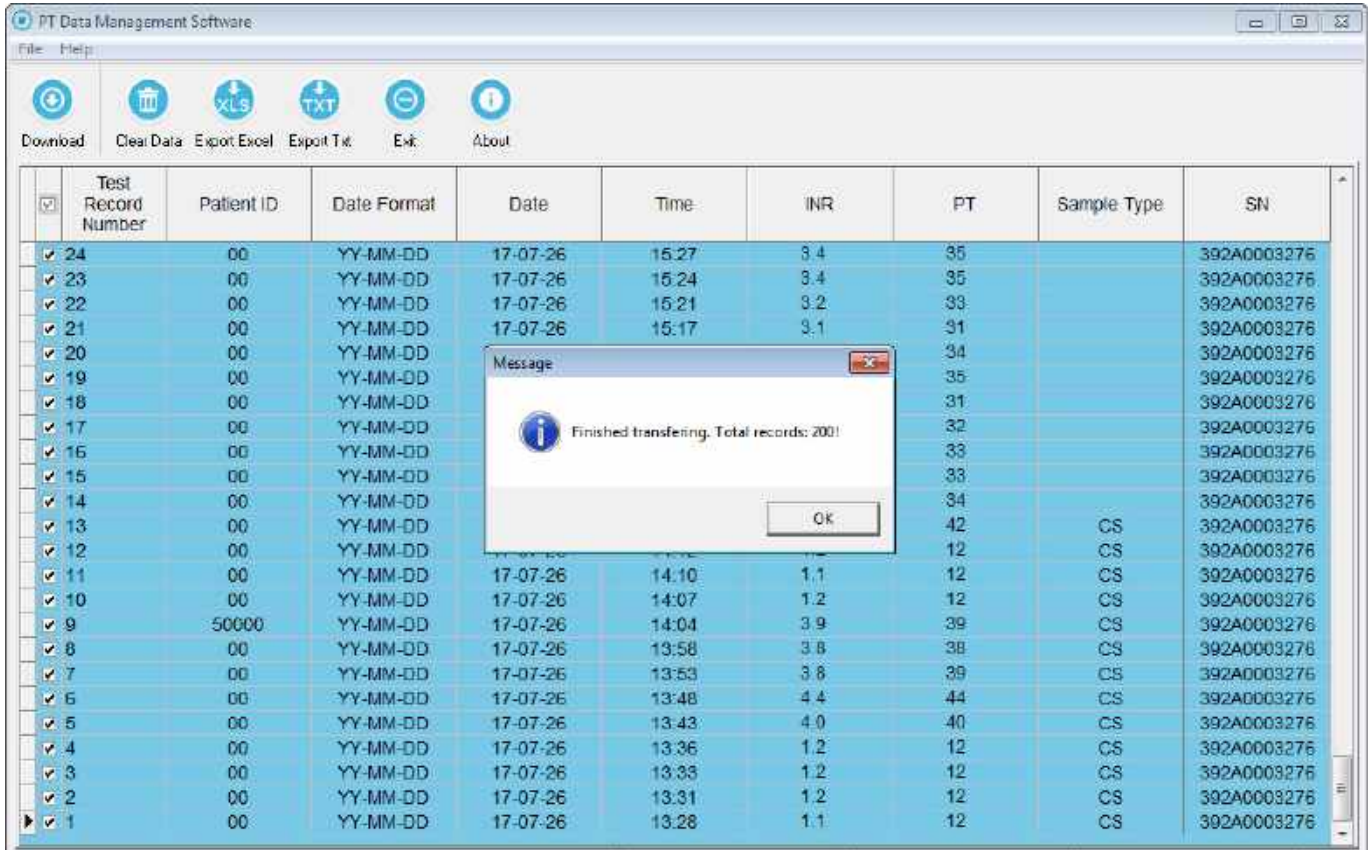 PT Data Management Software
File Help
Download Clear Data Export Excel Export Txt Exit About
XLS TXT
Test Record Number Patient ID Date Format Date Time INR PT Sample Type SN
24 00 YY-MM-DD 17-07-26 15:27 3.4 35 392A0003276
23 00 YY-MM-DD 17-07-26 15:24 3.4 35 392A0003276
22 00 YY-MM-DD 17-07-26 15:21 3.2 33 392A0003276
21 00 YY-MM-DD 17-07-26 15:17 3.1 31 392A0003276
20 00 YY-MM-DD 34 392A0003276
19 00 YY-MM-DD 35 392A0003276
18 00 YY-MM-DD 31 392A0003276
17 00 YY-MM-DD 32 392A0003276
16 00 YY-MM-DD 33 392A0003276
15 00 YY-MM-DD 33 392A0003276
14 00 YY-MM-DD 34 392A0003276
13 00 YY-MM-DD 42 CS 392A0003276
12 00 YY-MM-DD 12 CS 392A0003276
Message
Finished transfering. Total records: 200!
OK
11 00 YY-MM-DD 17-07-26 14:10 1.1 12 CS 392A0003276
10 00 YY-MM-DD 17-07-26 14:07 1.2 12 CS 392A0003276
9 50000 YY-MM-DD 17-07-26 14:04 3.9 39 CS 392A0003276
8 00 YY-MM-DD 17-07-26 13:58 3.8 38 CS 392A0003276
7 00 YY-MM-DD 17-07-26 13:53 3.8 39 CS 392A0003276
6 00 YY-MM-DD 17-07-26 13:48 4.4 44 CS 392A0003276
5 00 YY-MM-DD 17-07-26 13:43 4.0 40 CS 392A0003276
4 00 YY-MM-DD 17-07-26 13:36 1.2 12 CS 392A0003276
3 00 YY-MM-DD 17-07-26 13:33 1.2 12 CS 392A0003276
2 00 YY-MM-DD 17-07-26 13:31 1.2 12 CS 392A0003276
1 00 YY-MM-DD 17-07-26 13:28 1.1 12 CS 392A0003276